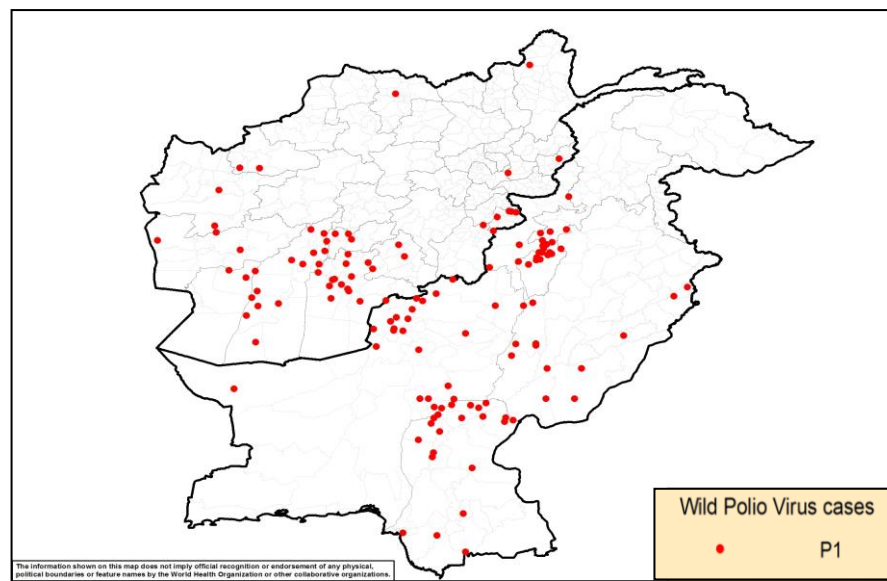 Wild Polio Virus cases
P1
The information shown on this map does not imply official recognition or endorsement of any physical,
political boundaries or feature names by the World Health Organization or other collaborative organizations.